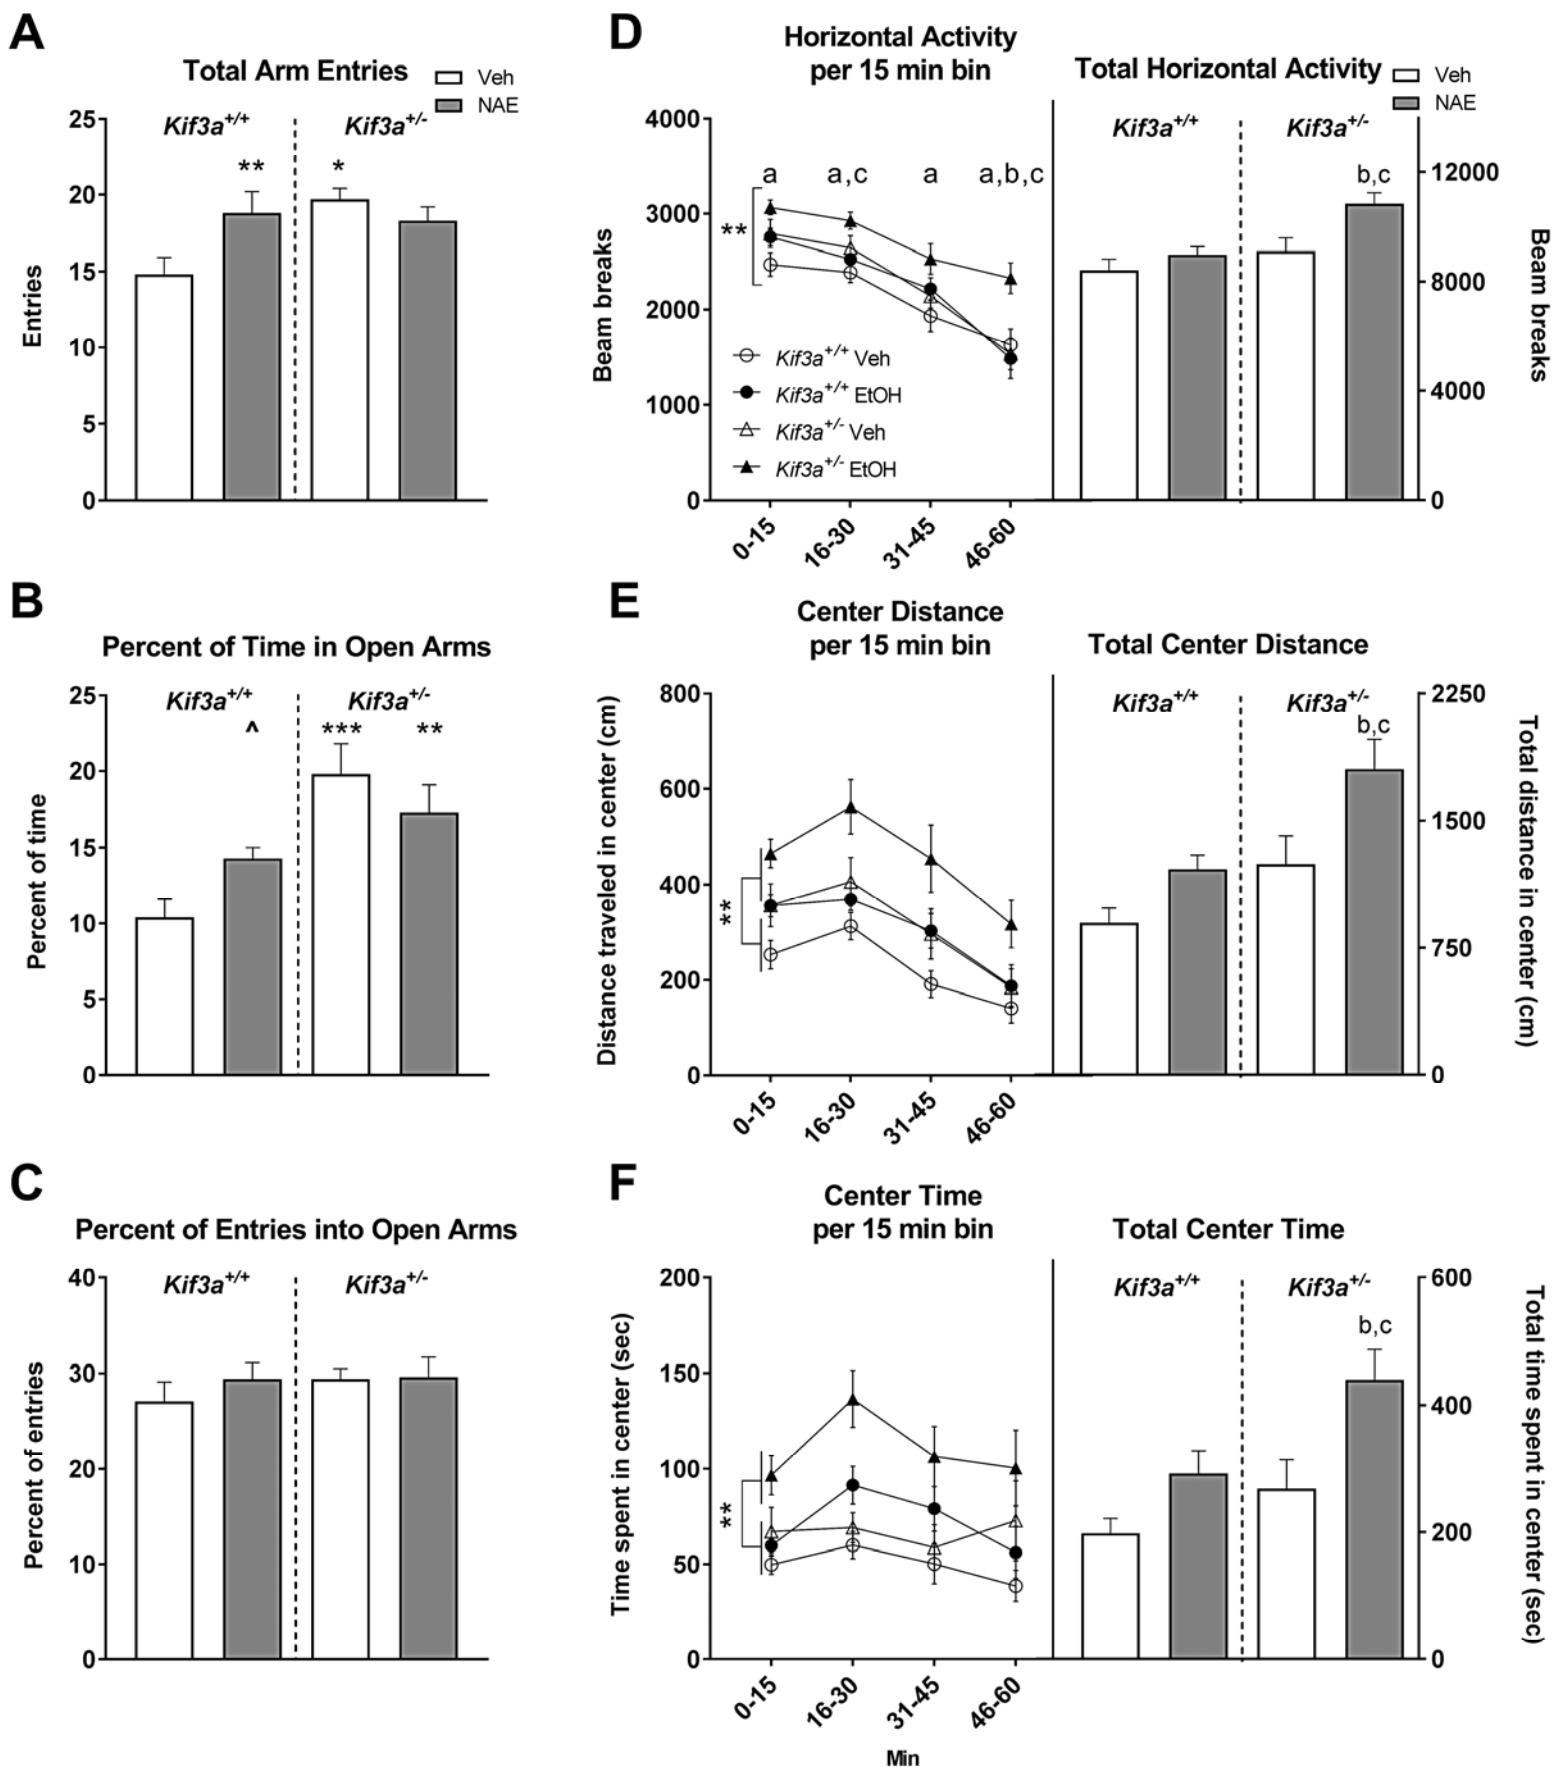 A
Total Arm Entries
Veh
NAE
Kif3a+/+
Kif3a+/-
**
*
25
20
15
10
5
0
Entries
B
Percent of Time in Open Arms
Kif3a+/+
Kif3a+/-
^
***
**
25
20
15
10
5
0
Percent of time
C
Percent of Entries into Open Arms
Kif3a+/+
Kif3a+/-
40
30
20
10
0
Percent of entries
D
Horizontal Activity
per 15 min bin
Total Horizontal Activity
Veh
NAE
Kif3a+/+
Kif3a+/-
4000
3000
2000
1000
0
Beam breaks
a
a,c
a
a,b,c
**
Kif3a+/+ Veh
Kif3a+/+ EtOH
Kif3a+/- Veh
Kif3a+/- EtOH
0-15
16-30
31-45
46-60
b,c
12000
8000
4000
0
Beam breaks
E
Center Distance
per 15 min bin
Total Center Distance
Kif3a+/+
Kif3a+/-
800
600
400
200
0
Distance traveled in center (cm)
**
0-15
16-30
31-45
46-60
b,c
2250
1500
750
0
Total distance in center (cm)
F
Center Time
per 15 min bin
Total Center Time
Kif3a+/+
Kif3a+/-
200
150
100
50
0
Time spent in center (sec)
**
0-15
16-30
31-45
46-60
Min
b,c
600
400
200
0
Total time spent in center (sec)